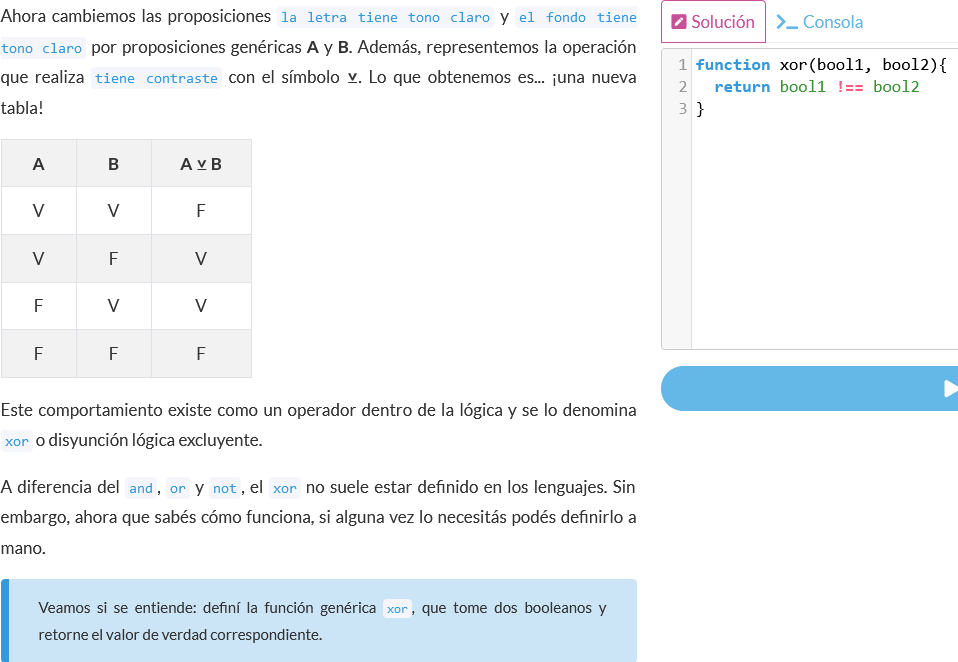 Ahora cambiemos las proposiciones la letra tiene tono claro y el fondo tiene
tono claro por proposiciones genéricas A y B. Además, representemos la operación
que realiza tiene contraste con el símbolo ⊻. Lo que obtenemos es... ¡una nueva
tabla!
A B A ⊻ B
V V F
V F V
F V V
F F F
Este comportamiento existe como un operador dentro de la lógica y se lo denomina
xor o disyunción lógica excluyente.
A diferencia del and, or y not, el xor no suele estar definido en los lenguajes. Sin
embargo, ahora que sabés cómo funciona, si alguna vez lo necesitás podés definirlo a
mano.
Veamos si se entiende: definí la función genérica xor, que tome dos booleanos y
retorne el valor de verdad correspondiente.
Solución >_ Consola
1 function xor(bool1, bool2){
2 return bool1 !== bool2
3 }